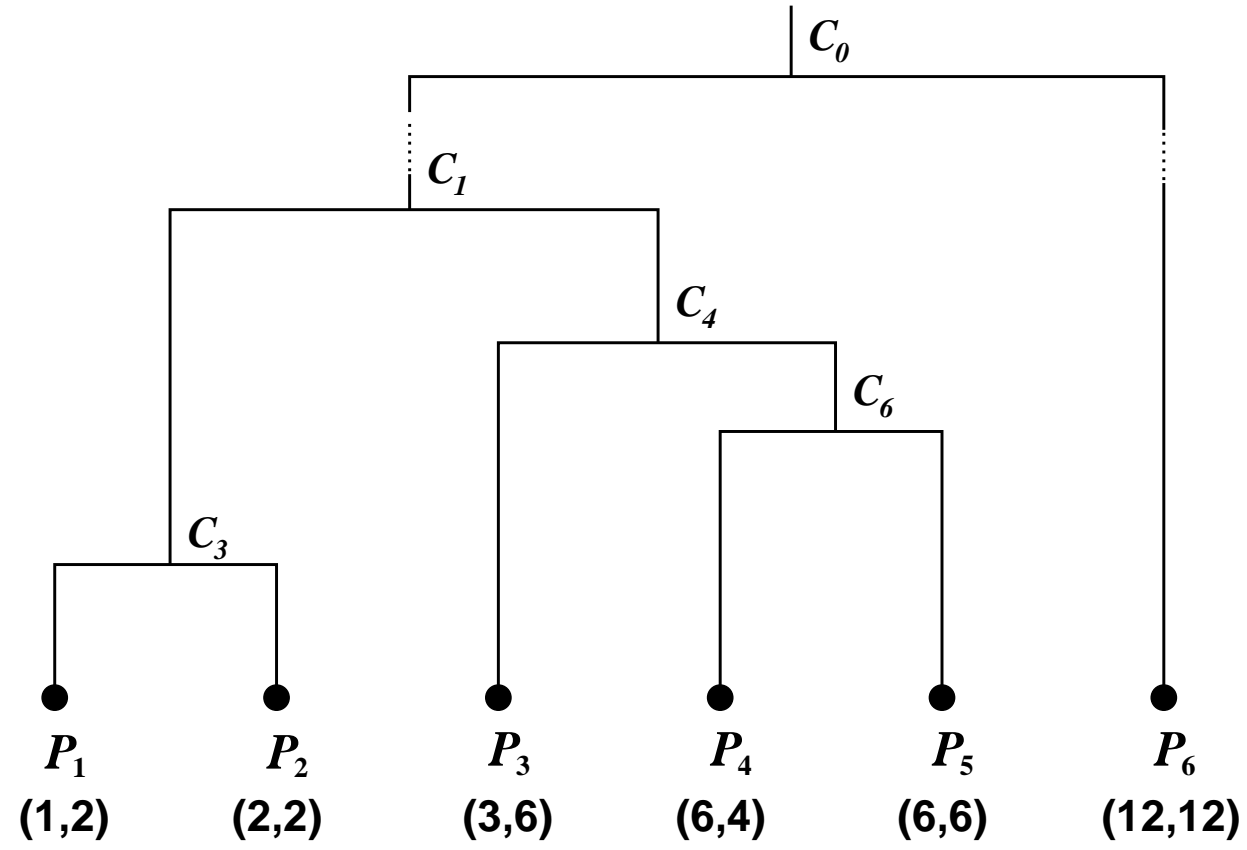 C₀
C₁
C₄
C₆
C₃
P₁ P₂ P₃ P₄ P₅ P₆
(1,2) (2,2) (3,6) (6,4) (6,6) (12,12)